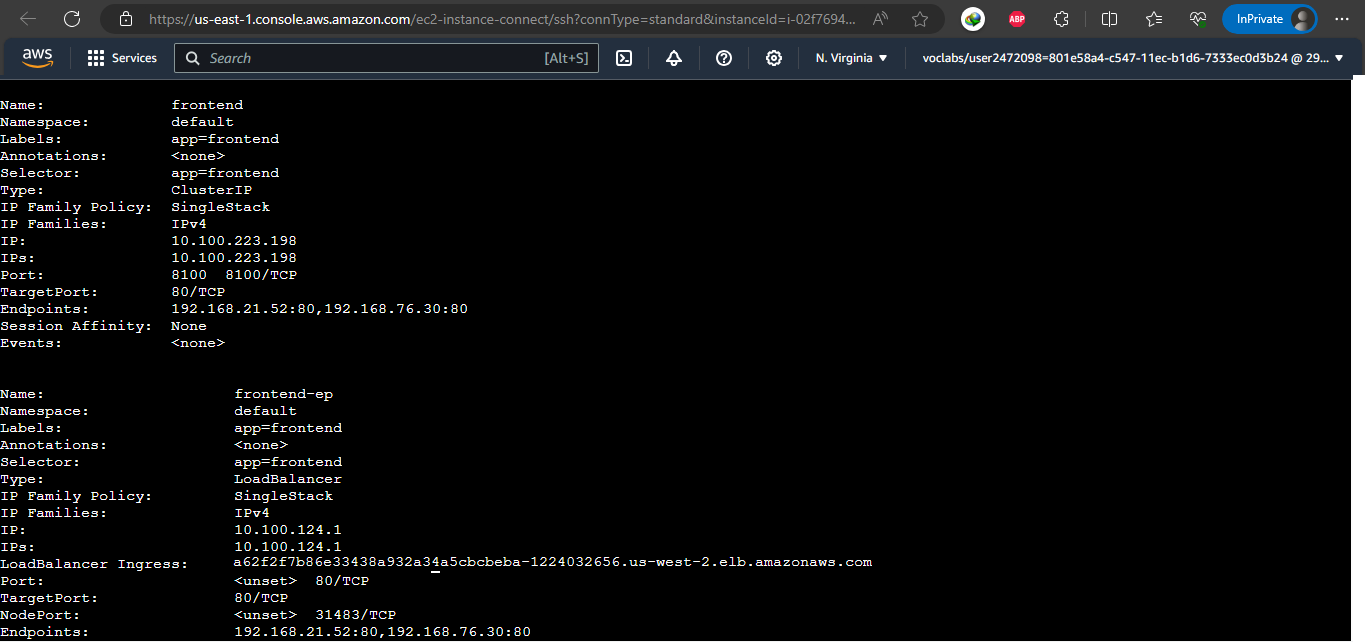 https://us-east-1.console.aws.amazon.com/ec2-instance-connect/ssh?connType=standard&instanceId=i-02f7694... A ABP InPrivate
aws Services Search [Alt+S] N. Virginia voclabs/user2472098=801e58a4-c547-11ec-b1d6-7333ec0d3b24 @ 29...
Name: frontend
Namespace: default
Labels: app=frontend
Annotations: <none>
Selector: app=frontend
Type: ClusterIP
IP Family Policy: SingleStack
IP Families: IPv4
IP: 10.100.223.198
IPs: 10.100.223.198
Port: 8100 8100/TCP
TargetPort: 80/TCP
Endpoints: 192.168.21.52:80,192.168.76.30:80
Session Affinity: None
Events: <none>
Name: frontend-ep
Namespace: default
Labels: app=frontend
Annotations: <none>
Selector: app=frontend
Type: LoadBalancer
IP Family Policy: SingleStack
IP Families: IPv4
IP: 10.100.124.1
IPs: 10.100.124.1
LoadBalancer Ingress: a62f2f7b86e33438a932a34a5cbcbeba-1224032656.us-west-2.elb.amazonaws.com
Port: <unset> 80/TCP
TargetPort: 80/TCP
NodePort: <unset> 31483/TCP
Endpoints: 192.168.21.52:80,192.168.76.30:80